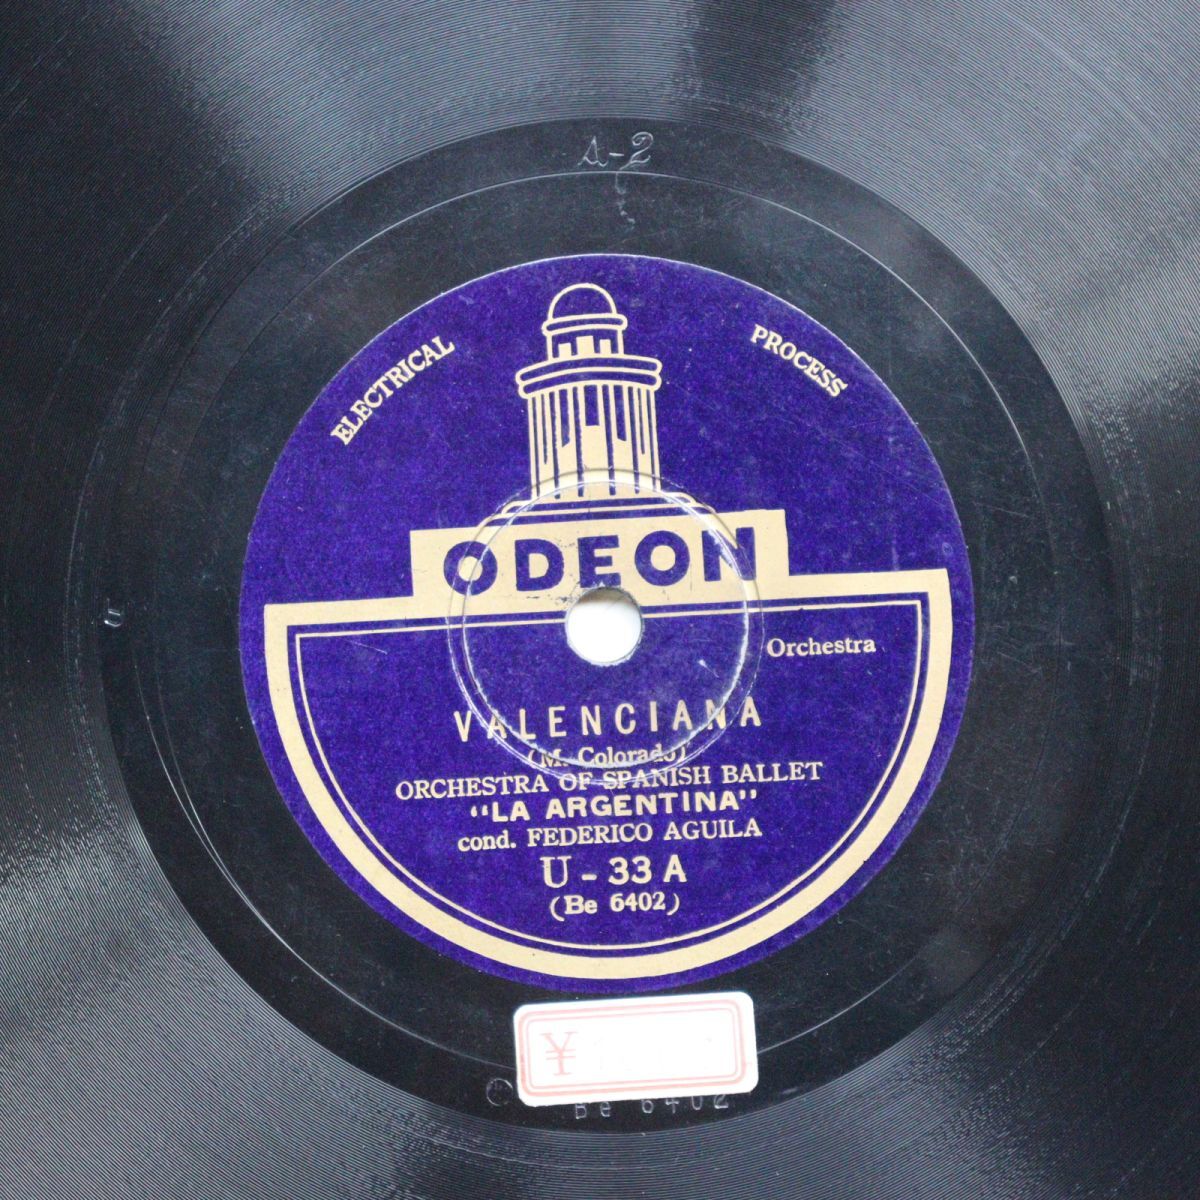 A-2
ELECTRICAL PROCESS
ODEON
Orchestra
VALENCIANA
(M. Colorado)
ORCHESTRA OF SPANISH BALLET
"LA ARGENTINA"
cond. FEDERICO AGUILA
U - 33 A
(Be 6402)
¥
Be 6402